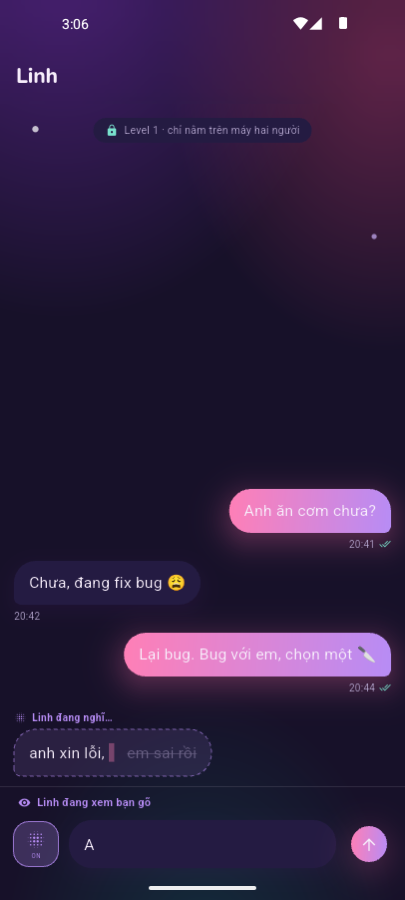 3:06
Linh
Level 1 · chỉ nằm trên máy hai người
Anh ăn cơm chưa?
20:41
Chưa, đang fix bug 😩
20:42
Lại bug. Bug với em, chọn một 🔪
20:44
Linh đang nghĩ...
anh xin lỗi, em sai rồi
Linh đang xem bạn gõ
ON
A